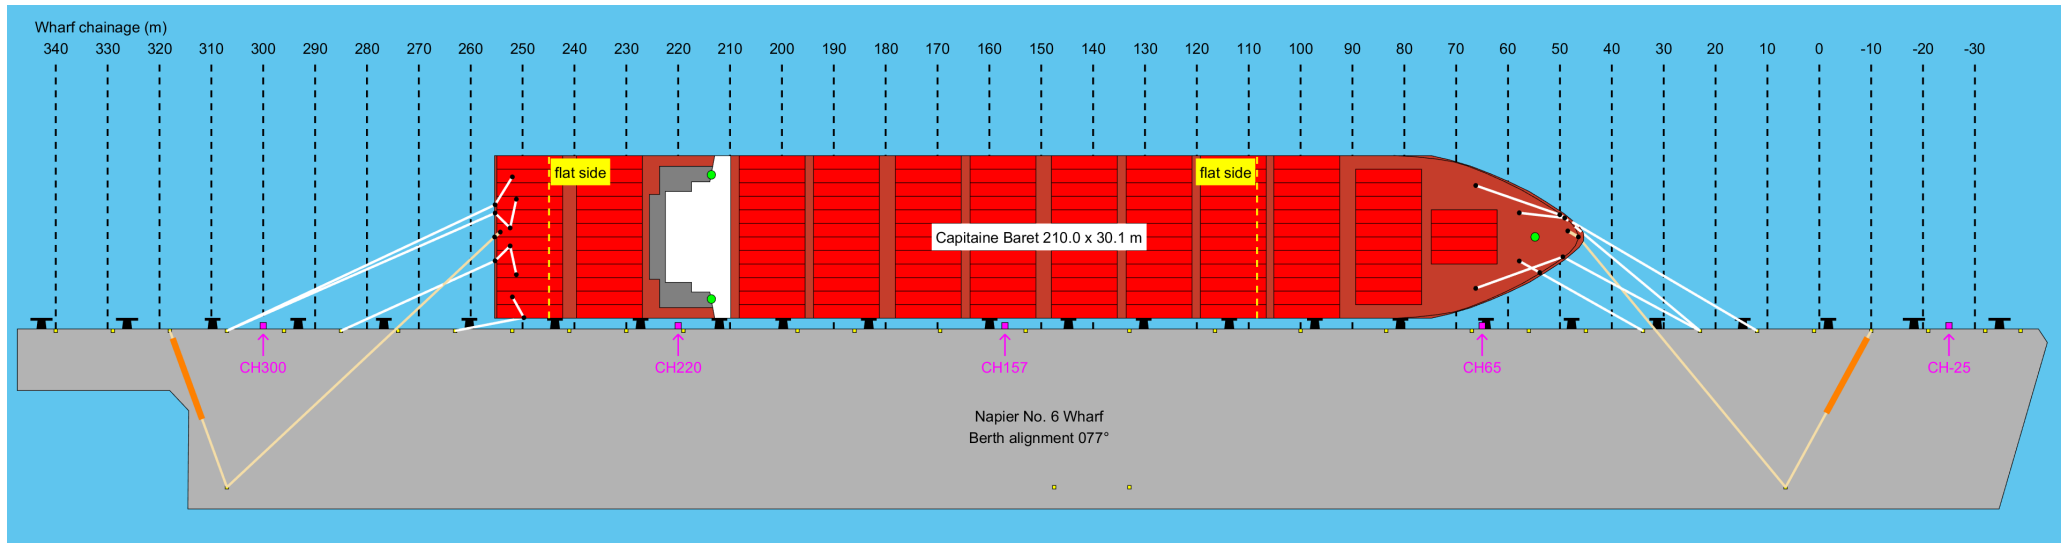 Wharf chainage (m)
340 330 320 310 300 290 280 270 260 250 240 230 220 210 200 190 180 170 160 150 140 130 120 110 100 90 80 70 60 50 40 30 20 10 0 -10 -20 -30
flat side flat side
Capitaine Baret 210.0 x 30.1 m
CH300 CH220 CH157 CH65 CH-25
Napier No. 6 Wharf
Berth alignment 077°